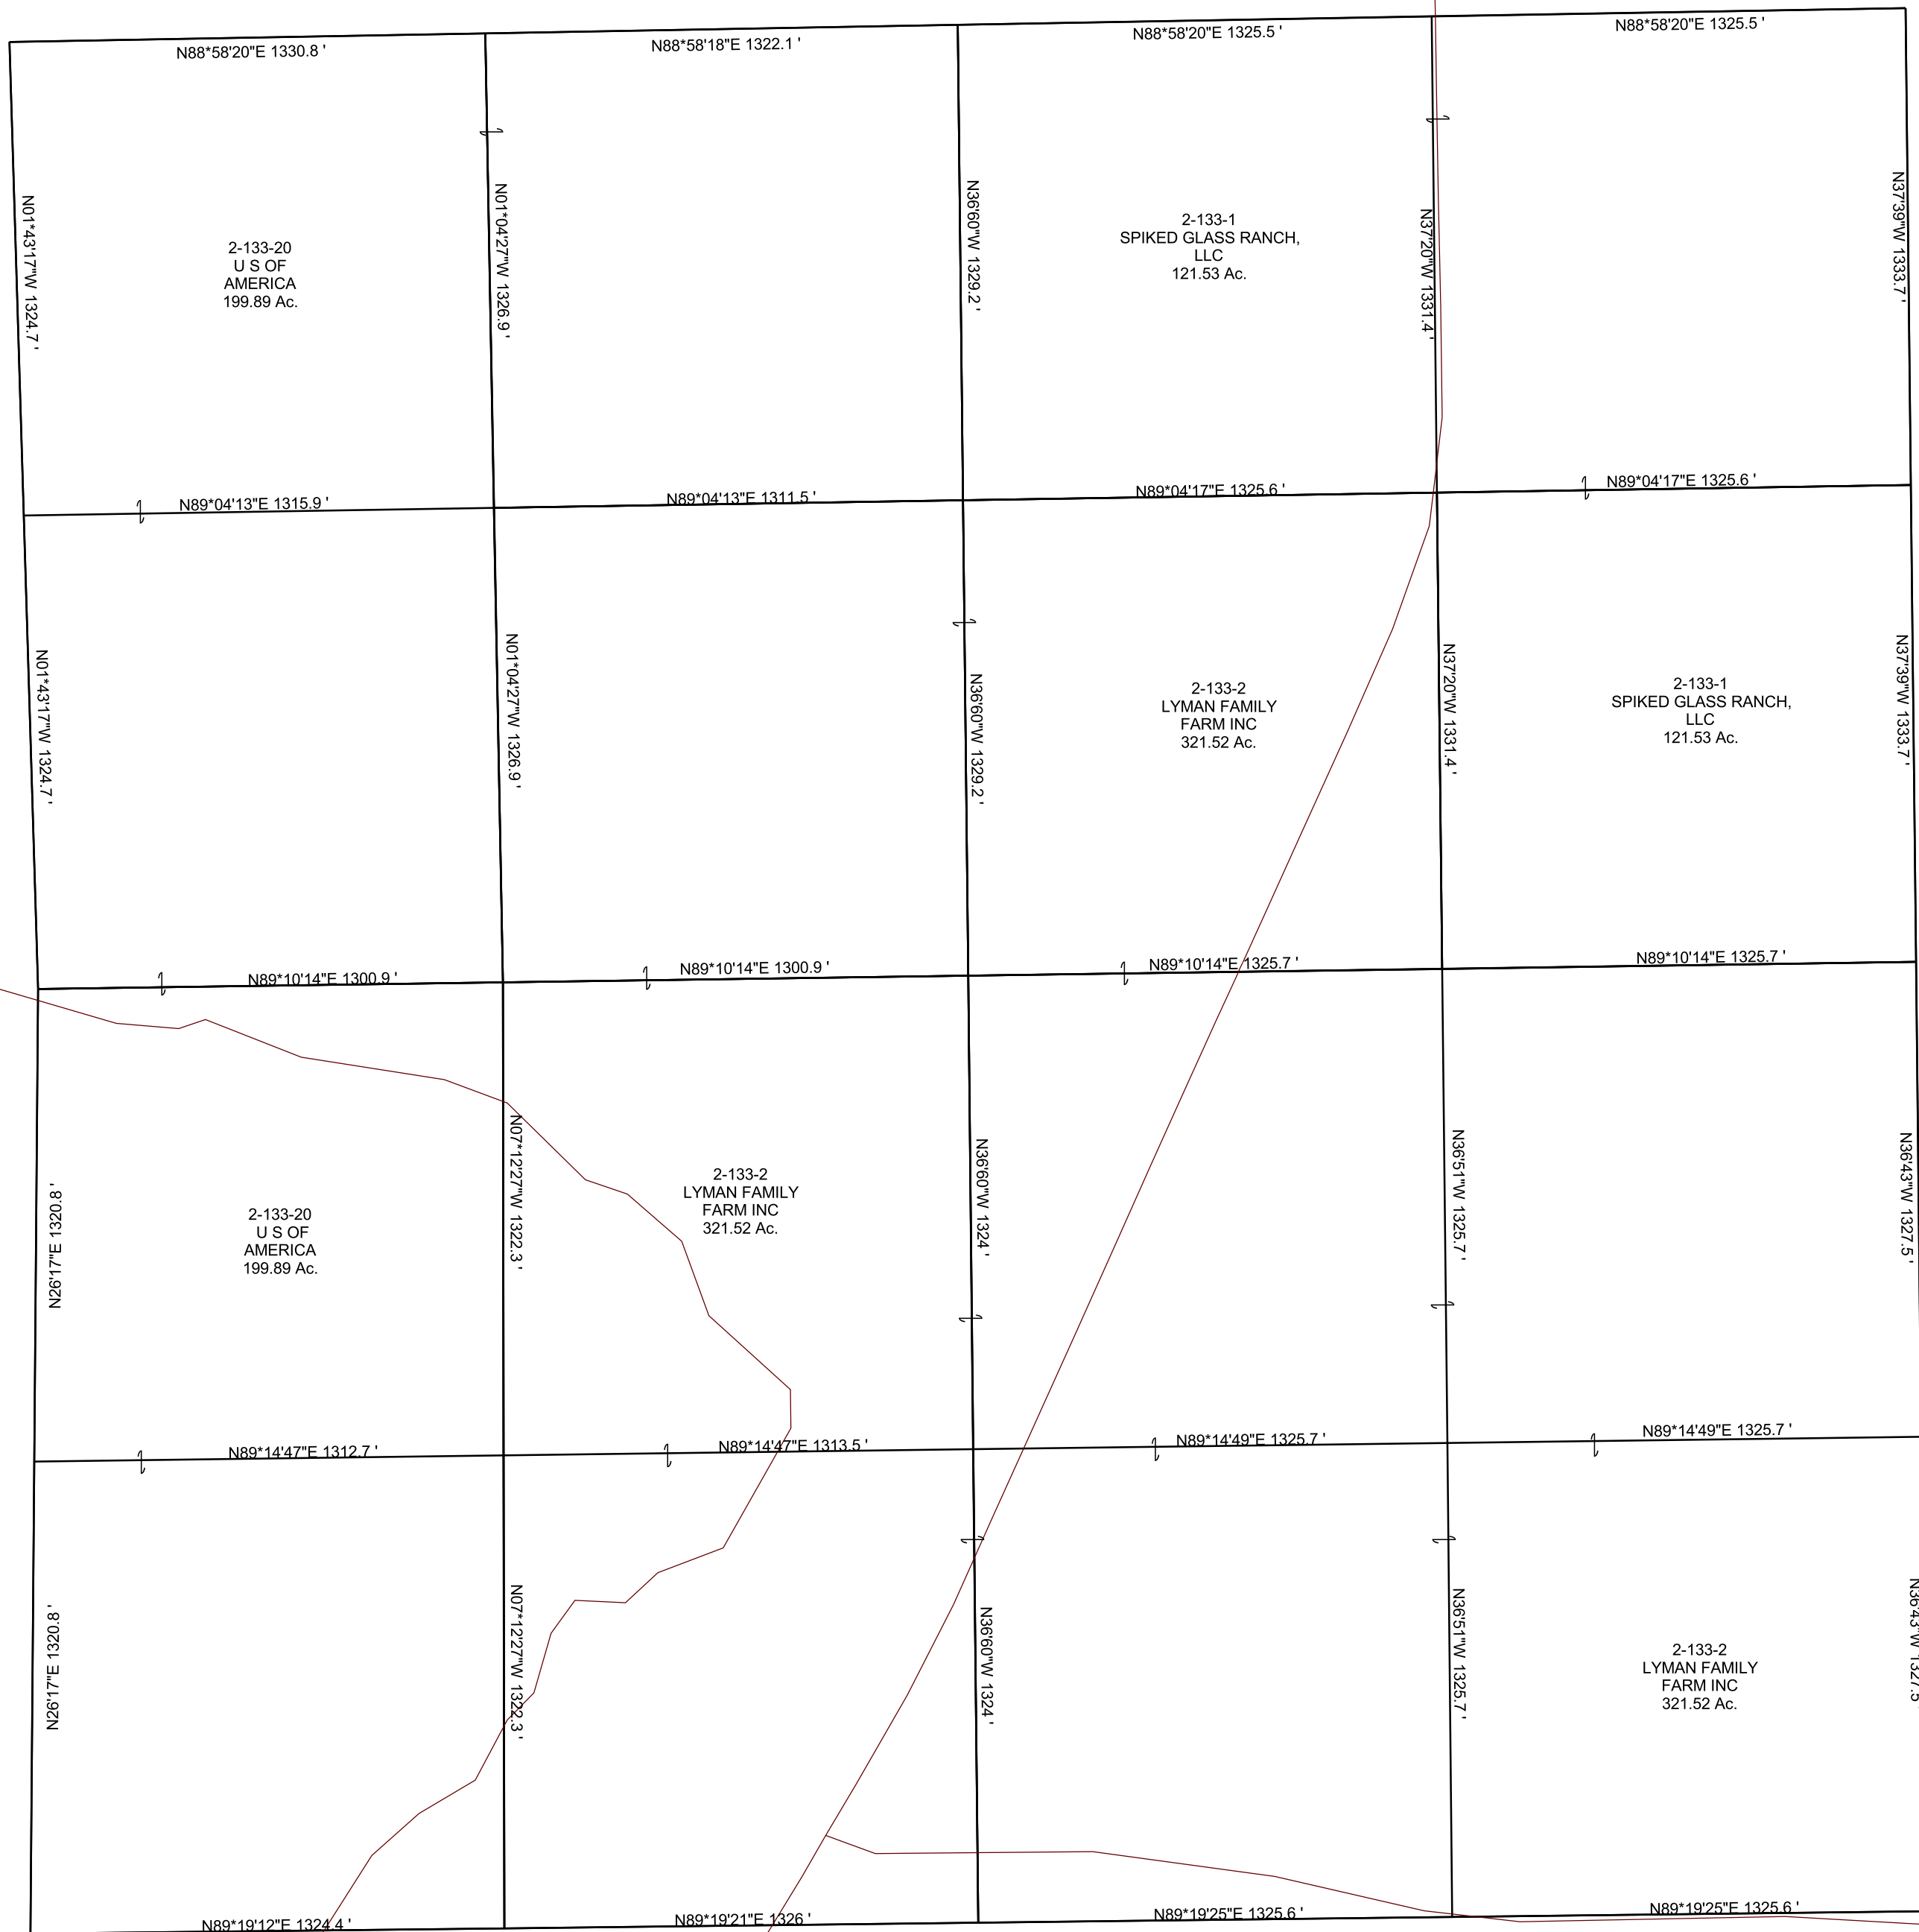 N88*58'20"E 1330.8 '
N88*58'18"E 1322.1 '
N88*58'20"E 1325.5 '
N88*58'20"E 1325.5 '
N01*43'17"W 1324.7 '
2-133-20
U S OF
AMERICA
199.89 Ac.
N01*04'27"W 1326.9 '
N36'60"W 1329.2 '
2-133-1
SPIKED GLASS RANCH,
LLC
121.53 Ac.
N37'20"W 1331.4 '
N37'39"W 1333.7 '
N89*04'13"E 1315.9 '
N89*04'13"E 1311.5 '
N89*04'17"E 1325.6 '
N89*04'17"E 1325.6 '
N01*43'17"W 1324.7 '
N01*04'27"W 1326.9 '
N36'60"W 1329.2 '
2-133-2
LYMAN FAMILY
FARM INC
321.52 Ac.
N37'20"W 1331.4 '
2-133-1
SPIKED GLASS RANCH,
LLC
121.53 Ac.
N37'39"W 1333.7 '
N89*10'14"E 1300.9 '
N89*10'14"E 1300.9 '
N89*10'14"E 1325.7 '
N89*10'14"E 1325.7 '
N26'17"E 1320.8 '
2-133-20
U S OF
AMERICA
199.89 Ac.
N07*12'27"W 1322.3 '
2-133-2
LYMAN FAMILY
FARM INC
321.52 Ac.
N36'60"W 1324 '
N36'51"W 1325.7 '
N36'43"W 1327.5 '
N89*14'47"E 1312.7 '
N89*14'47"E 1313.5 '
N89*14'49"E 1325.7 '
N89*14'49"E 1325.7 '
N26'17"E 1320.8 '
N07*12'27"W 1322.3 '
N36'60"W 1324 '
N36'51"W 1325.7 '
2-133-2
LYMAN FAMILY
FARM INC
321.52 Ac.
N36'43"W 1327.5 '
N89*19'12"E 1324.4 '
N89*19'21"E 1326 '
N89*19'25"E 1325.6 '
N89*19'25"E 1325.6 '